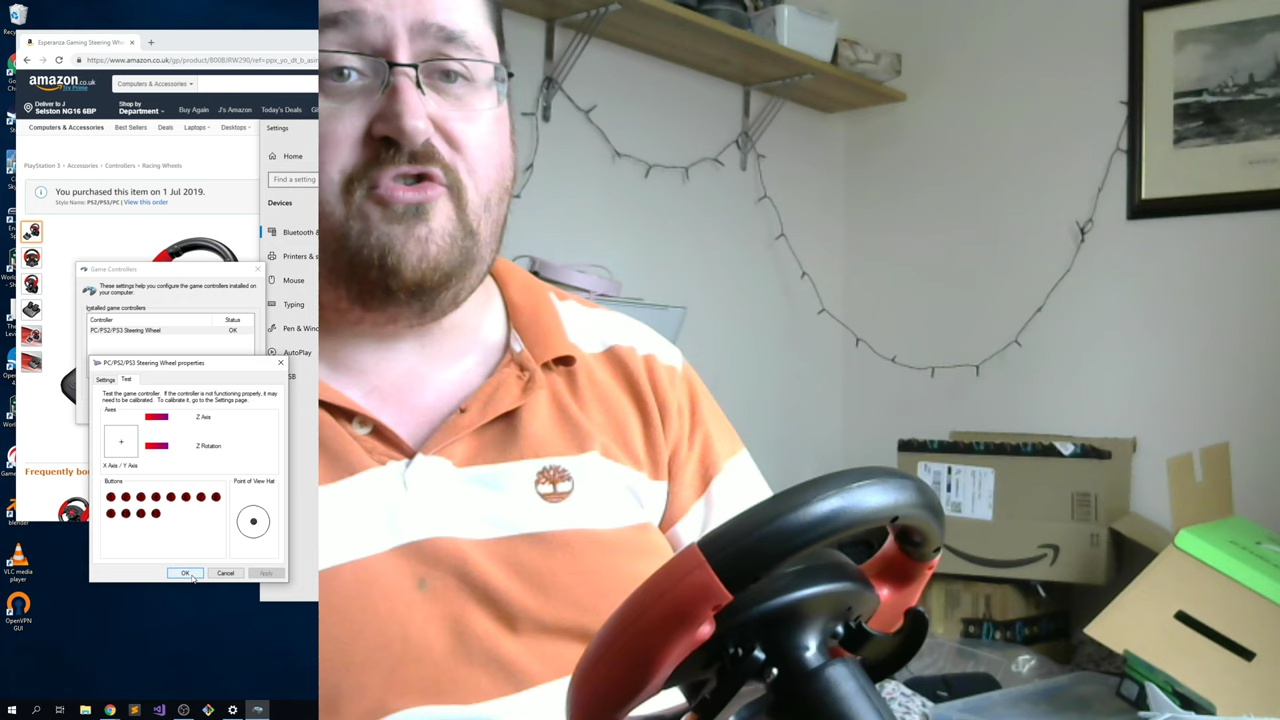 Esperanza Gaming Steering Whe
https://www.amazon.co.uk/gp/product/B00BJRW290/ref=ppx_yo_dt_b_asin
amazon.co.uk
Try Prime
Computers & Accessories
Deliver to J
Selston NG16 6BP
Shop by
Department
Buy Again
J's Amazon
Today's Deals
Computers & Accessories
Best Sellers
Deals
Laptops
Desktops
PlayStation 3 › Accessories › Controllers › Racing Wheels
You purchased this item on 1 Jul 2019.
Style Name: PS2/PS3/PC | View this order
Settings
Home
Find a setting
Devices
Bluetooth &
Printers & s
Mouse
Typing
Pen & Wind
AutoPlay
Game Controllers
These settings help you configure the game controllers installed on
your computer.
Installed game controllers
Controller
Status
PC/PS2/PS3 Steering Wheel
OK
PC/PS2/PS3 Steering Wheel properties
Settings
Test
Test the game controller. If the controller is not functioning properly, it may
need to be calibrated. To calibrate it, go to the Settings page.
Axes
Z Axis
Z Rotation
X Axis / Y Axis
Buttons
Point of View Hat
OK
Cancel
Apply
Frequently bo
blender
VLC media
player
OpenVPN
GUI